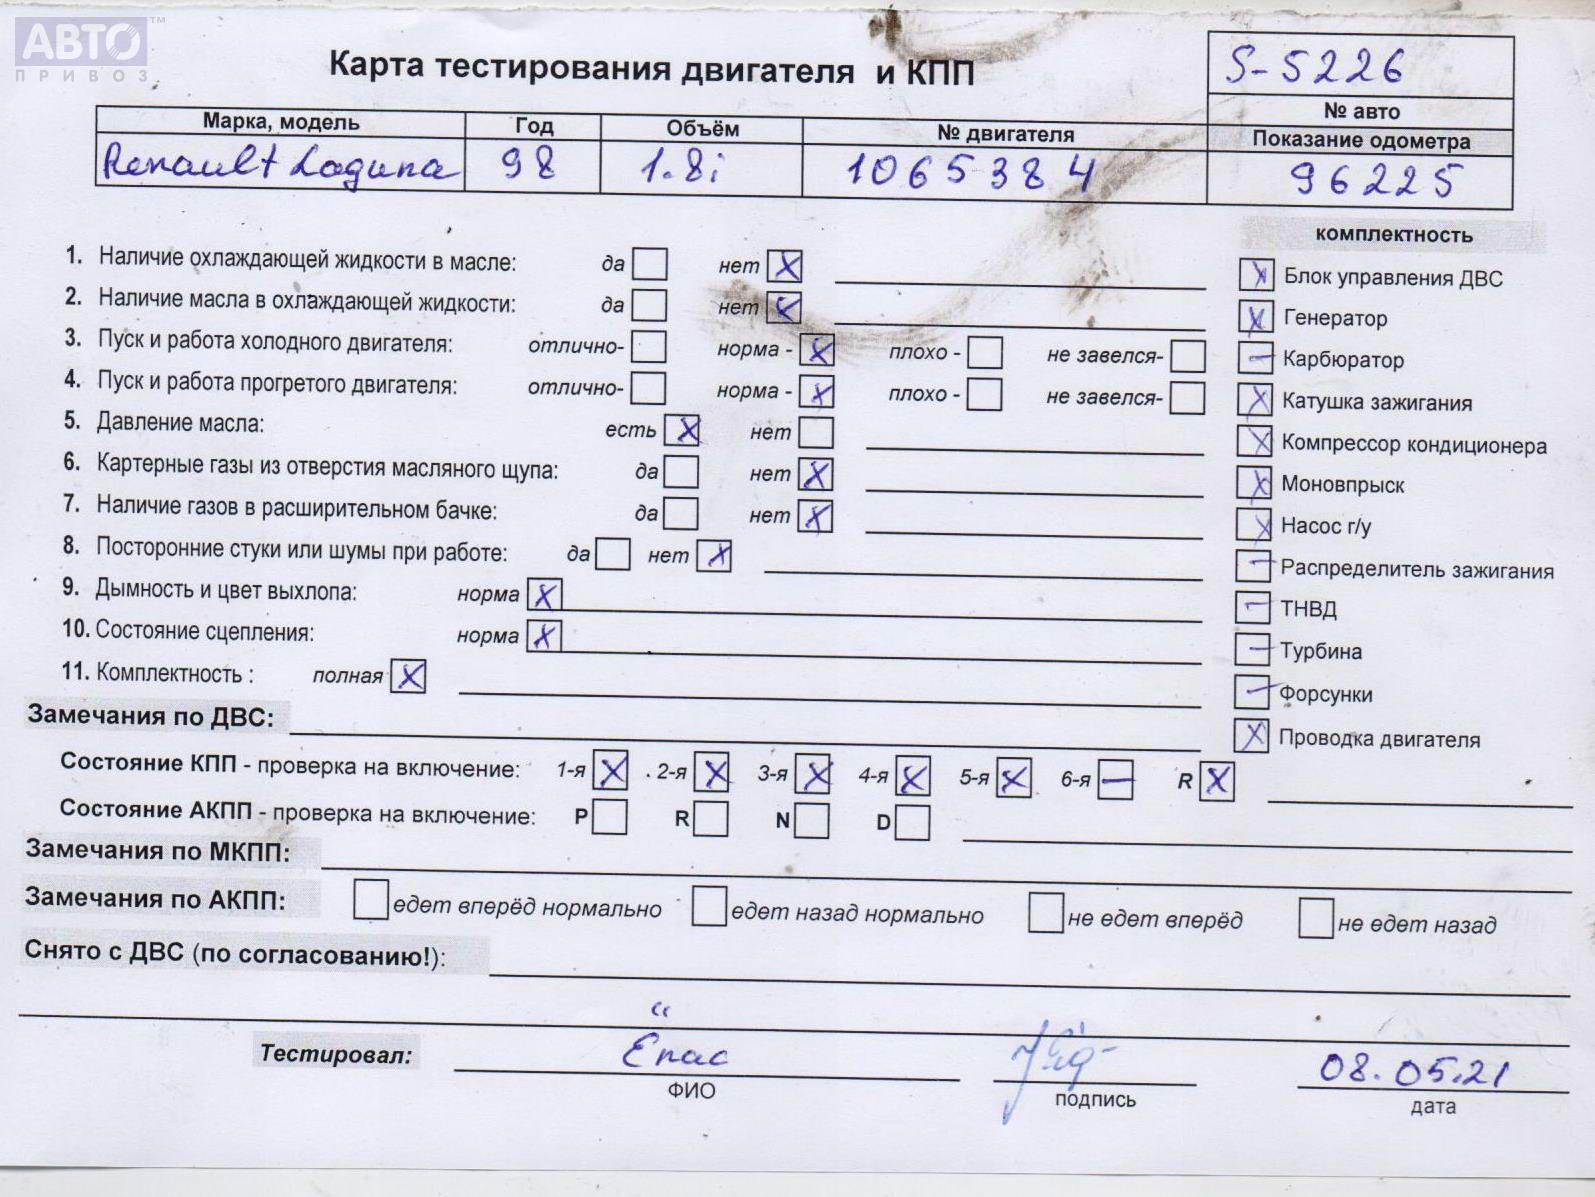 АВТО™
ПРИВОЗ
Карта тестирования двигателя и КПП
S-5226
№ авто
Марка, модель Год Объём № двигателя Показание одометра
Renault Laguna 98 1.8i 1065384 96225
комплектность
1. Наличие охлаждающей жидкости в масле: да нет X
2. Наличие масла в охлаждающей жидкости: да нет X
3. Пуск и работа холодного двигателя: отлично- норма - X плохо - не завелся-
4. Пуск и работа прогретого двигателя: отлично- норма - X плохо - не завелся-
5. Давление масла: есть X нет
6. Картерные газы из отверстия масляного щупа: да нет X
7. Наличие газов в расширительном бачке: да нет X
8. Посторонние стуки или шумы при работе: да нет X
9. Дымность и цвет выхлопа: норма X
10. Состояние сцепления: норма X
11. Комплектность : полная X
X Блок управления ДВС
X Генератор
– Карбюратор
X Катушка зажигания
X Компрессор кондиционера
X Моновпрыск
X Насос г/у
– Распределитель зажигания
– ТНВД
– Турбина
– Форсунки
X Проводка двигателя
Замечания по ДВС:
Состояние КПП - проверка на включение: 1-я X 2-я X 3-я X 4-я X 5-я X 6-я – R X
Состояние АКПП - проверка на включение: P R N D
Замечания по МКПП:
Замечания по АКПП: едет вперёд нормально едет назад нормально не едет вперёд не едет назад
Снято с ДВС (по согласованию!):
Тестировал: Епас 08.05.21
ФИО подпись дата